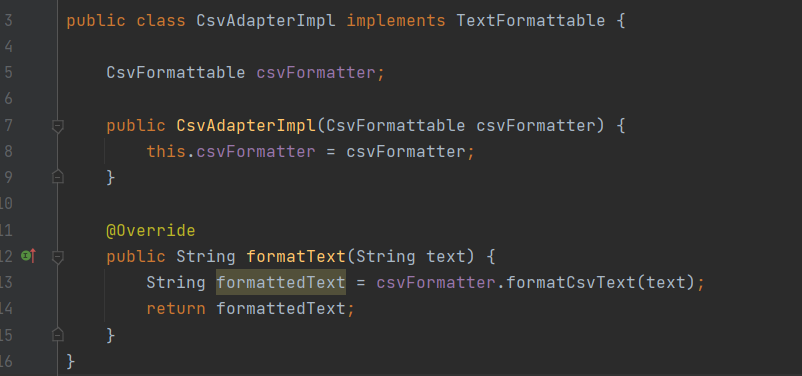 3 public class CsvAdapterImpl implements TextFormattable {
4
5 CsvFormattable csvFormatter;
6
7 public CsvAdapterImpl(CsvFormattable csvFormatter) {
8 this.csvFormatter = csvFormatter;
9 }
10
11 @Override
12 public String formatText(String text) {
13 String formattedText = csvFormatter.formatCsvText(text);
14 return formattedText;
15 }
16 }